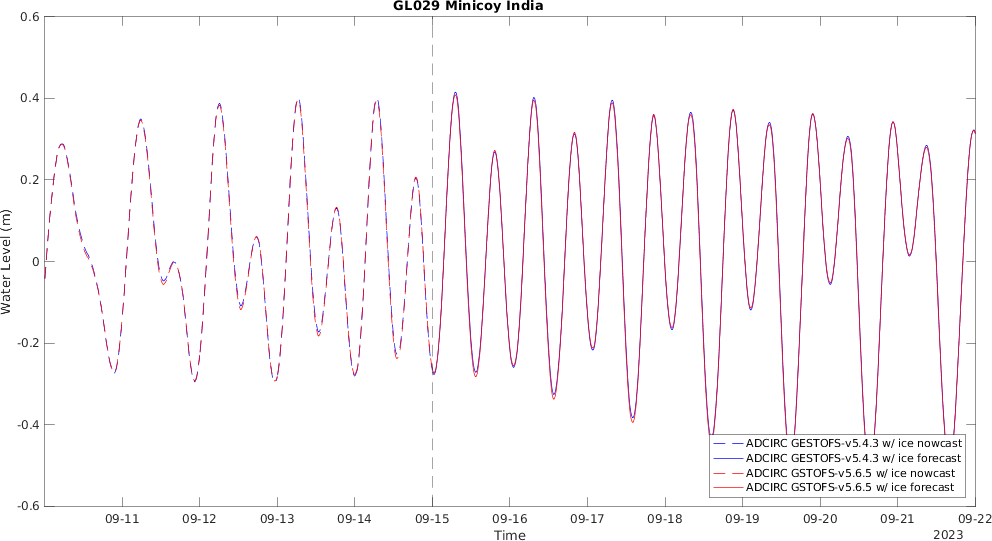 GL029 Minicoy India
Water Level (m)
0.6
0.4
0.2
0
-0.2
-0.4
-0.6
ADCIRC GESTOFS-v5.4.3 w/ ice nowcast
ADCIRC GESTOFS-v5.4.3 w/ ice forecast
ADCIRC GSTOFS-v5.6.5 w/ ice nowcast
ADCIRC GSTOFS-v5.6.5 w/ ice forecast
09-11 09-12 09-13 09-14 09-15 09-16 09-17 09-18 09-19 09-20 09-21 09-22
Time
2023